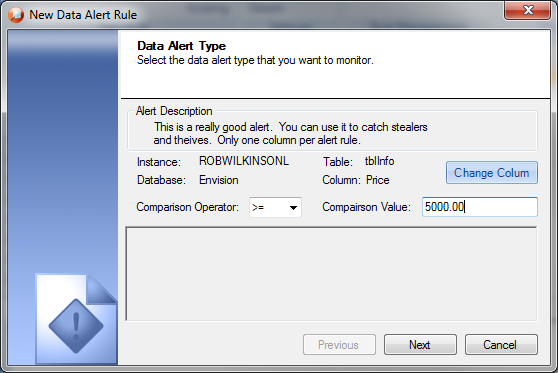 New Data Alert Rule
Data Alert Type
Select the data alert type that you want to monitor.
Alert Description
This is a really good alert. You can use it to catch stealers
and theives. Only one column per alert rule.
Instance: ROBWILKINSONL Table: tblInfo
Database: Envision Column: Price
Change Colum
Comparison Operator: >= Compairson Value: 5000.00
Previous Next Cancel